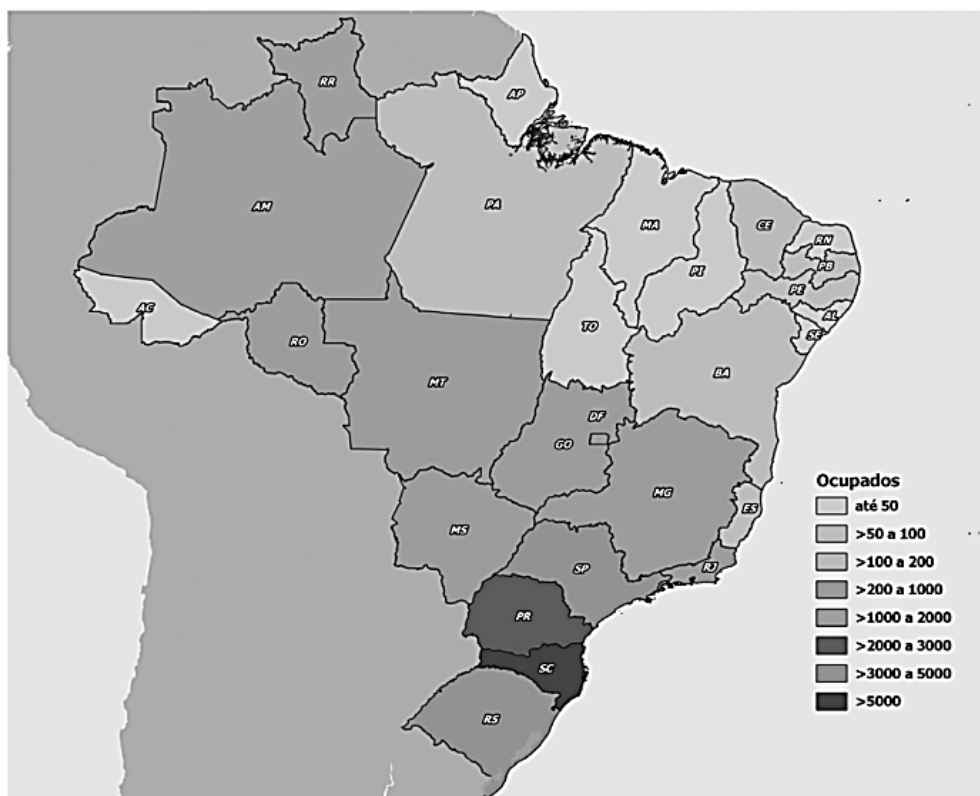 RR
AP
AM
PA
MA
CE
RN
PB
PI
PE
AC
AL
TO
SE
RO
BA
MT
DF
GO
MG
ES
MS
SP
RJ
PR
SC
RS
Ocupados
até 50
>50 a 100
>100 a 200
>200 a 1000
>1000 a 2000
>2000 a 3000
>3000 a 5000
>5000